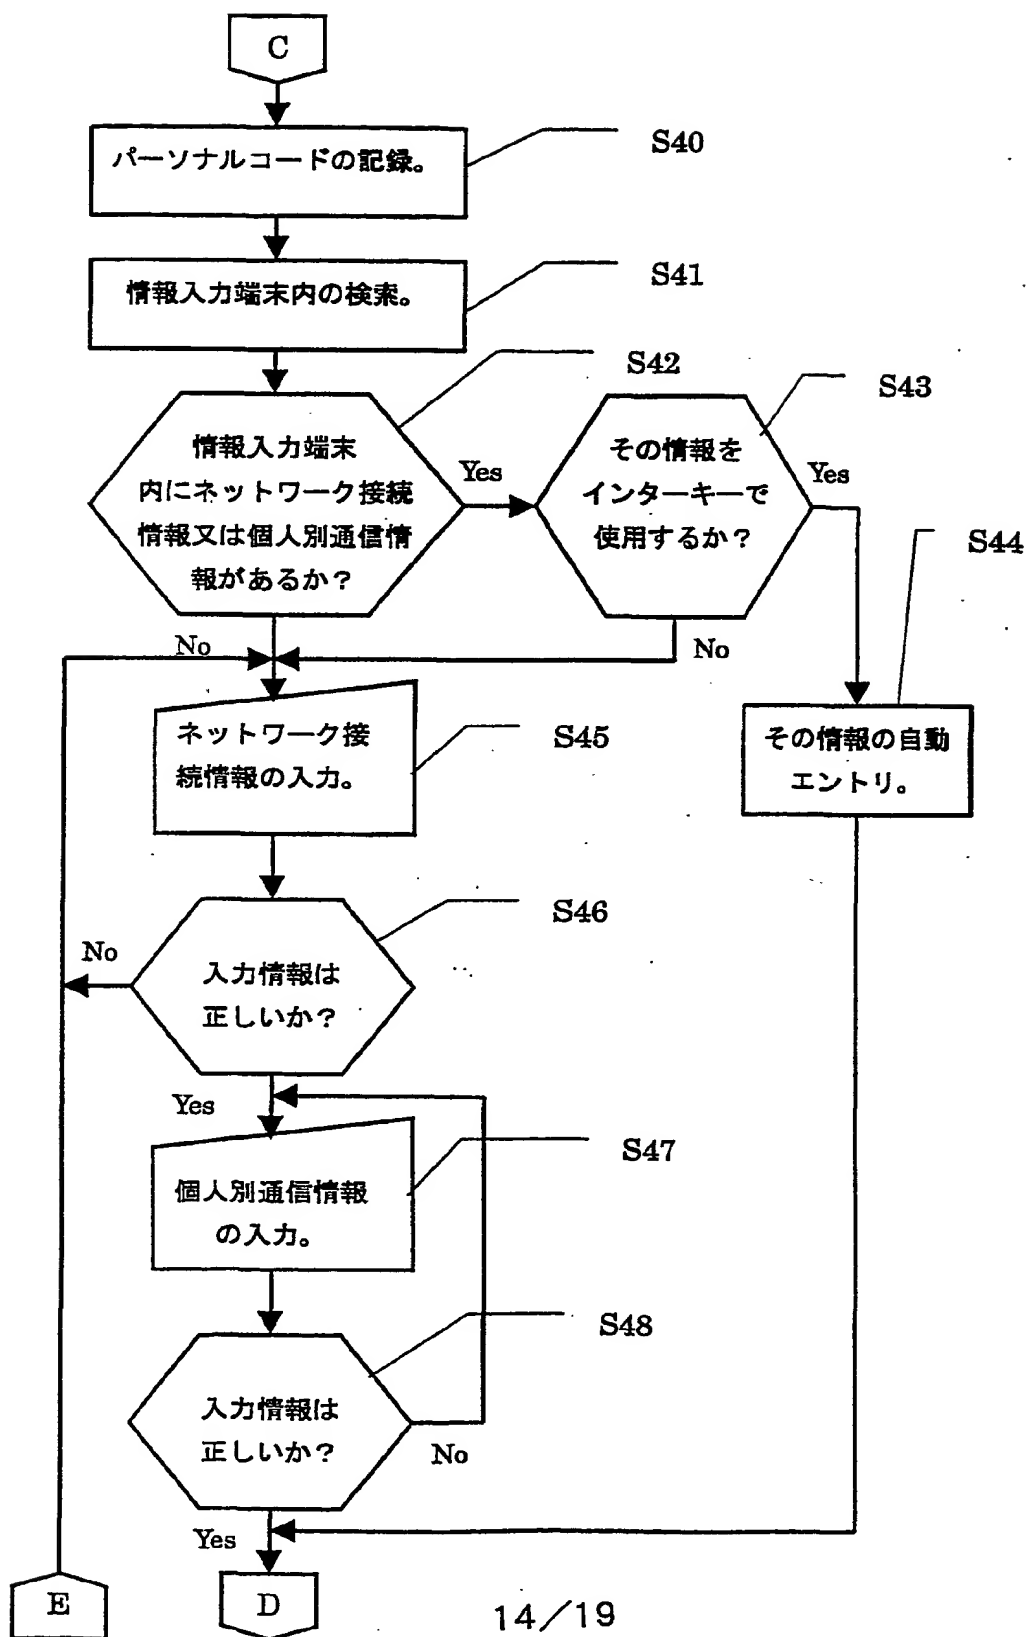 C
パーソナルコードの記録。
S40
情報入力端末内の検索。
S41
情報入力端末
内にネットワーク接続
情報又は個人別通信情
報があるか？
S42
Yes
No
その情報を
インターキーで
使用するか？
S43
Yes
No
その情報の自動
エントリ。
S44
ネットワーク接
続情報の入力。
S45
入力情報は
正しいか？
S46
No
Yes
個人別通信情報
の入力。
S47
入力情報は
正しいか？
S48
No
Yes
E
D
14／19